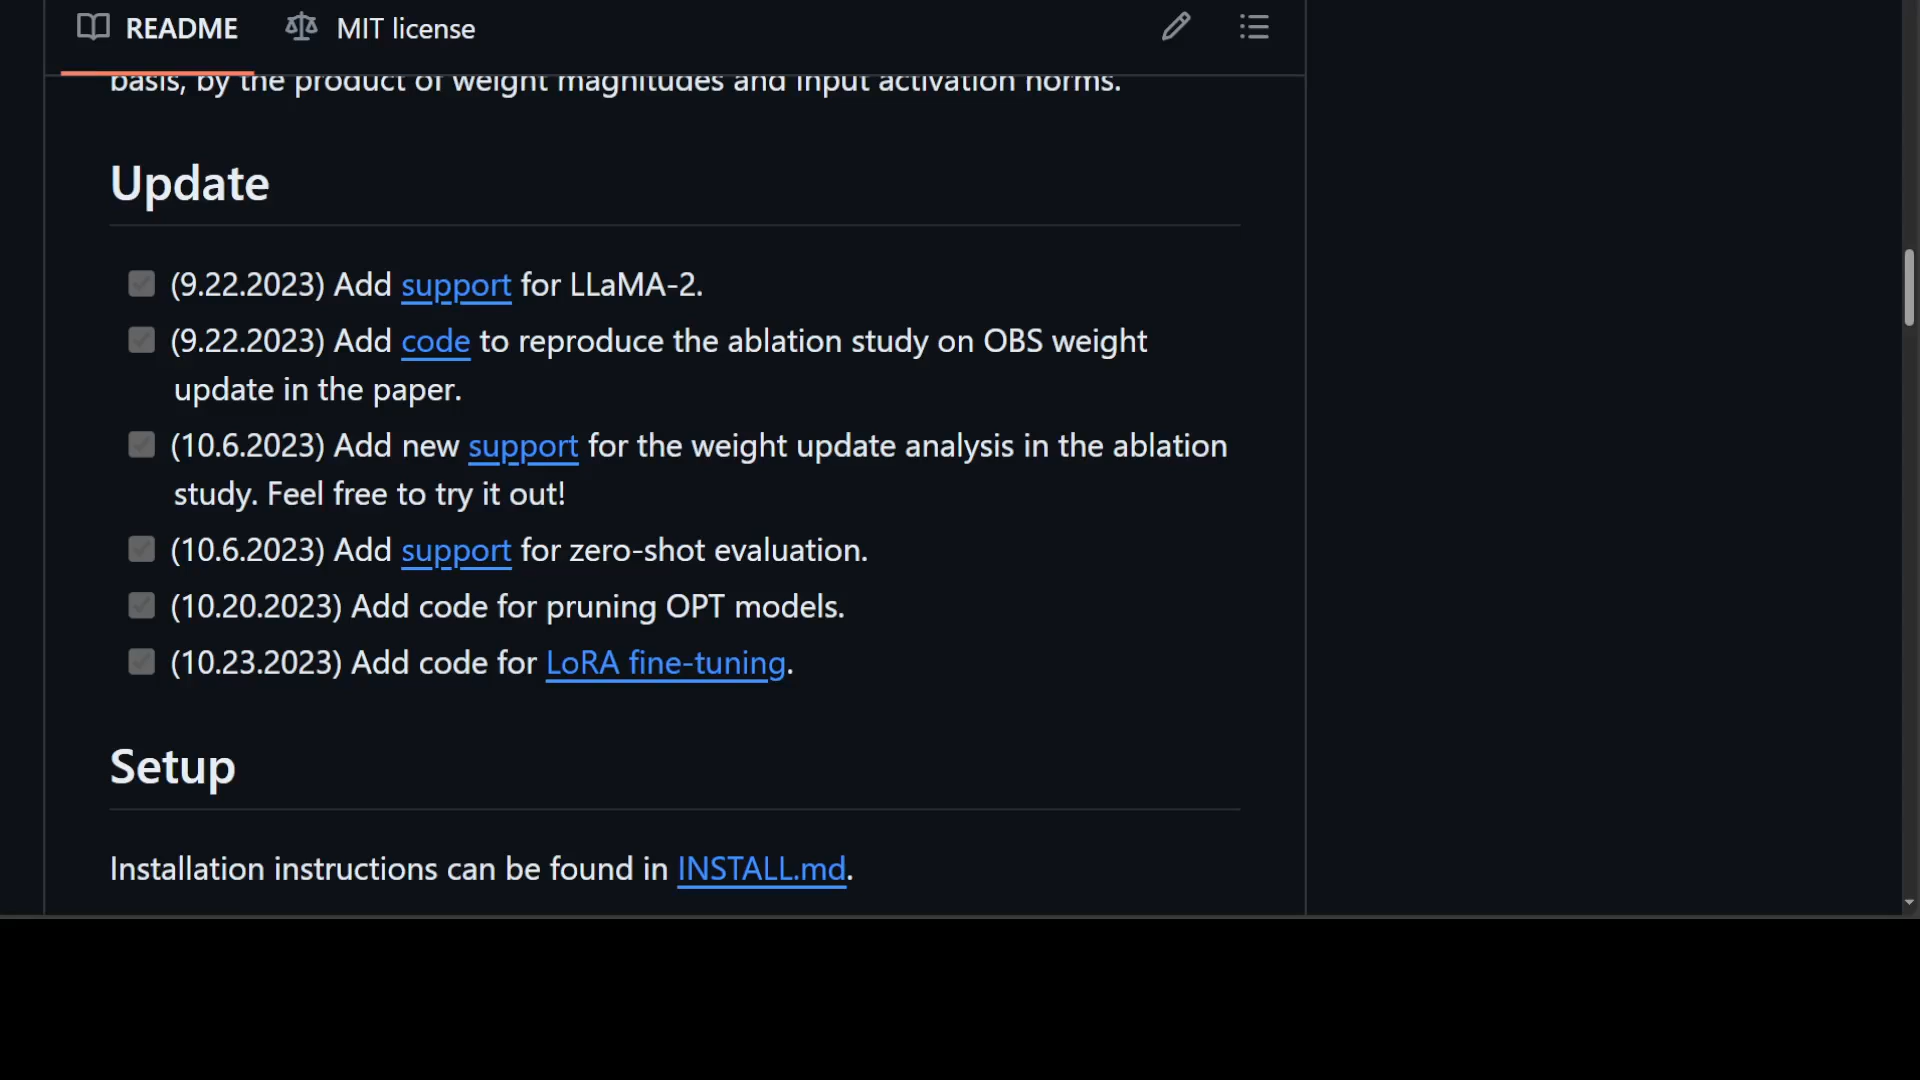 README MIT license
basis, by the product of weight magnitudes and input activation norms.
Update
(9.22.2023) Add support for LLaMA-2.
(9.22.2023) Add code to reproduce the ablation study on OBS weight
update in the paper.
(10.6.2023) Add new support for the weight update analysis in the ablation
study. Feel free to try it out!
(10.6.2023) Add support for zero-shot evaluation.
(10.20.2023) Add code for pruning OPT models.
(10.23.2023) Add code for LoRA fine-tuning.
Setup
Installation instructions can be found in INSTALL.md.